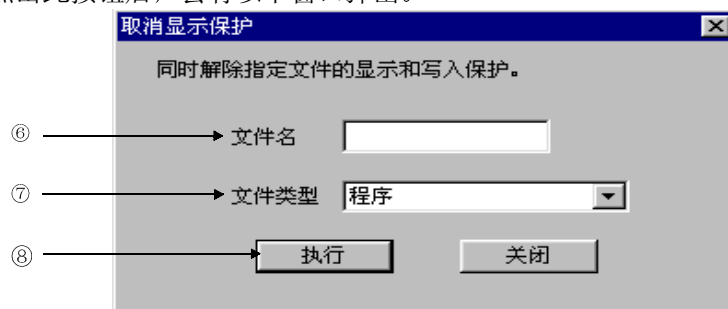 取消显示保护
同时解除指定文件的显示和写入保护。
⑥ 文件名
⑦ 文件类型 程序
⑧ 执行 关闭